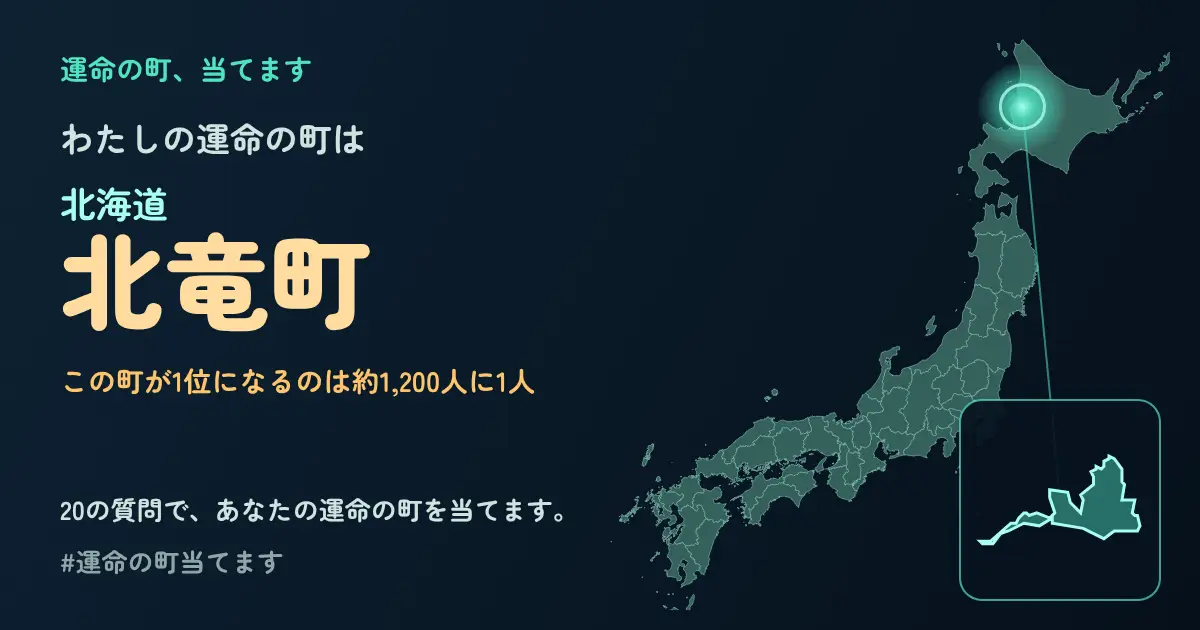 運命の町、当てます
わたしの運命の町は
北海道
北竜町
この町が1位になるのは約1,200人に1人
20の質問で、あなたの運命の町を当てます。
#運命の町当てます